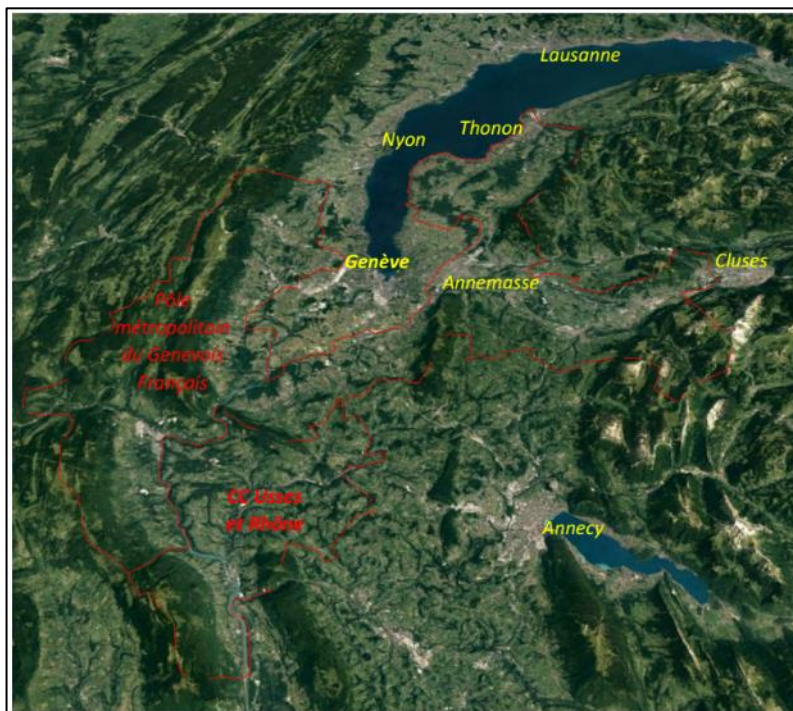 Lausanne
Nyon
Thonon
Genève
Annemasse
Cluses
Pôle
métropolitain
du Genevois
Français
CC Usses
et Rhône
Annecy